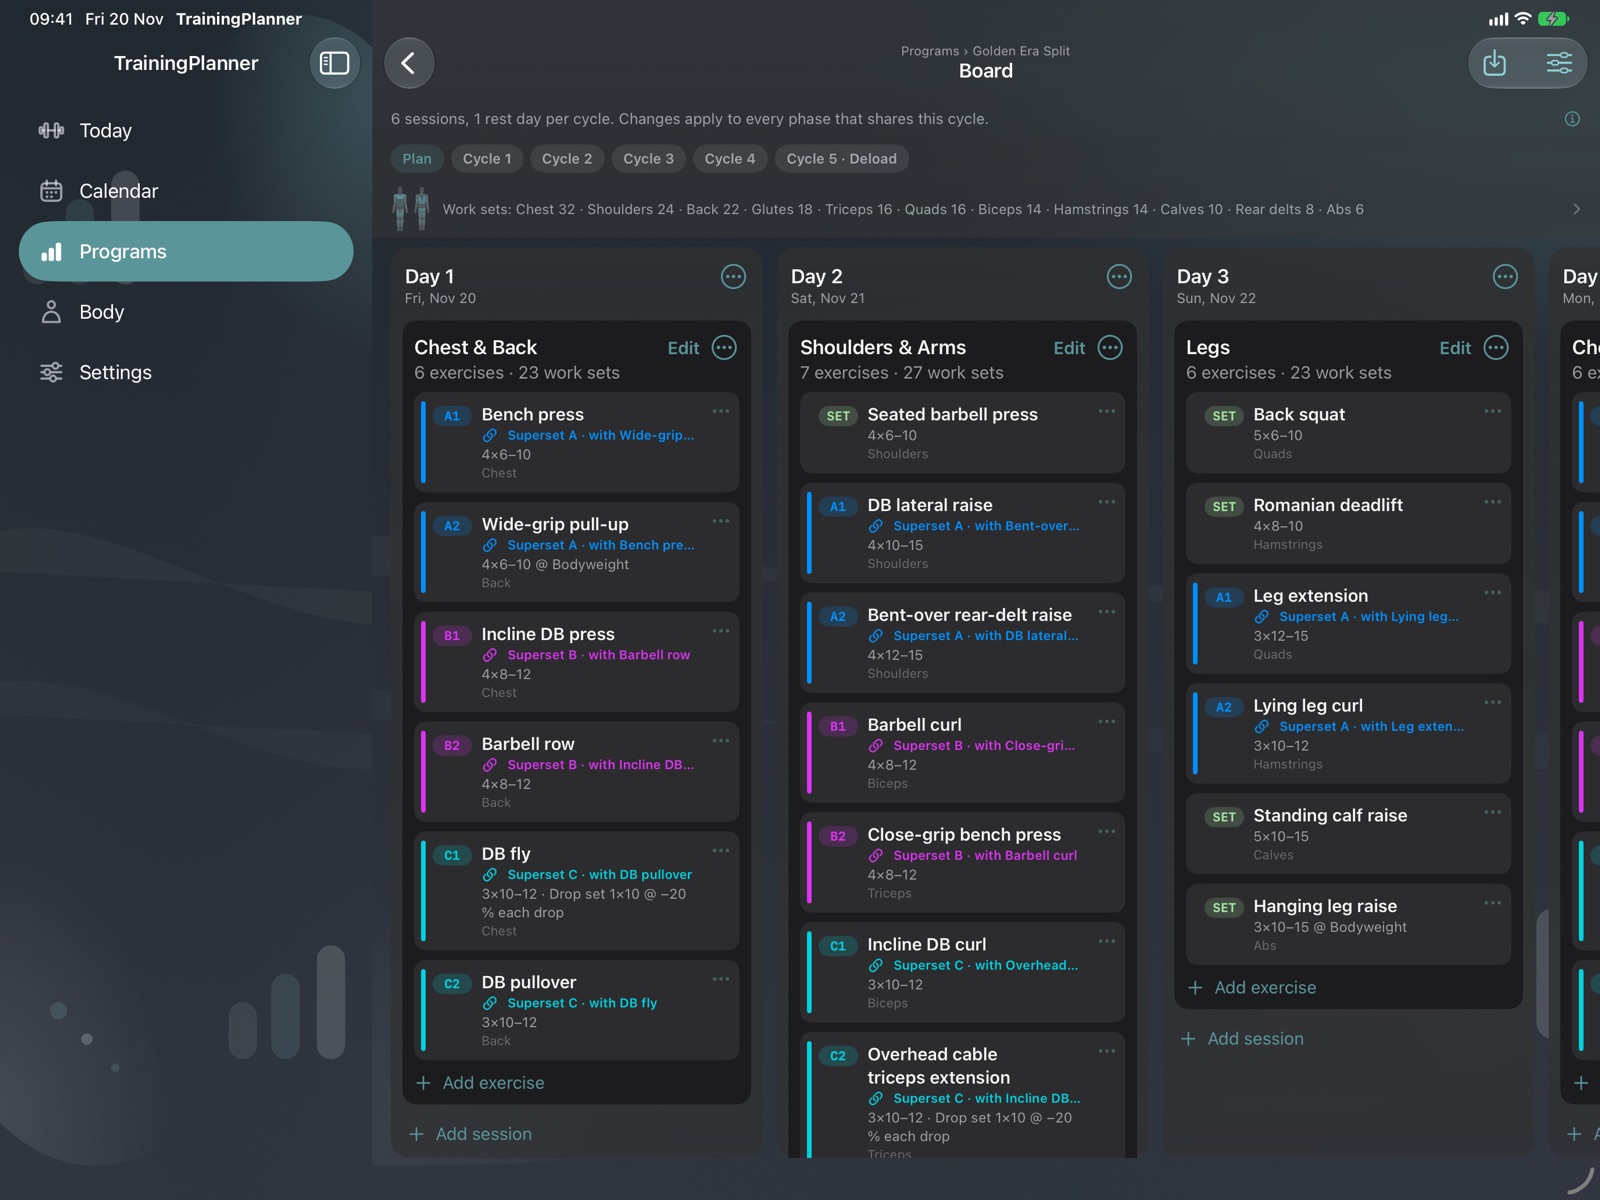 09:41 Fri 20 Nov TrainingPlanner
TrainingPlanner
Today
Calendar
Programs
Body
Settings
Programs › Golden Era Split
Board
6 sessions, 1 rest day per cycle. Changes apply to every phase that shares this cycle.
Plan
Cycle 1
Cycle 2
Cycle 3
Cycle 4
Cycle 5 · Deload
Work sets: Chest 32 · Shoulders 24 · Back 22 · Glutes 18 · Triceps 16 · Quads 16 · Biceps 14 · Hamstrings 14 · Calves 10 · Rear delts 8 · Abs 6
Day 1
Fri, Nov 20
Chest & Back
Edit
6 exercises · 23 work sets
A1 Bench press
Superset A · with Wide-grip...
4×6–10
Chest
A2 Wide-grip pull-up
Superset A · with Bench pre...
4×6–10 @ Bodyweight
Back
B1 Incline DB press
Superset B · with Barbell row
4×8–12
Chest
B2 Barbell row
Superset B · with Incline DB...
4×8–12
Back
C1 DB fly
Superset C · with DB pullover
3×10–12 · Drop set 1×10 @ −20
% each drop
Chest
C2 DB pullover
Superset C · with DB fly
3×10–12
Back
+ Add exercise
+ Add session
Day 2
Sat, Nov 21
Shoulders & Arms
Edit
7 exercises · 27 work sets
SET Seated barbell press
4×6–10
Shoulders
A1 DB lateral raise
Superset A · with Bent-over...
4×10–15
Shoulders
A2 Bent-over rear-delt raise
Superset A · with DB lateral...
4×12–15
Shoulders
B1 Barbell curl
Superset B · with Close-gri...
4×8–12
Biceps
B2 Close-grip bench press
Superset B · with Barbell curl
4×8–12
Triceps
C1 Incline DB curl
Superset C · with Overhead...
3×10–12
Biceps
C2 Overhead cable
triceps extension
Superset C · with Incline DB...
3×10–12 · Drop set 1×10 @ −20
% each drop
Triceps
Day 3
Sun, Nov 22
Legs
Edit
6 exercises · 23 work sets
SET Back squat
5×6–10
Quads
SET Romanian deadlift
4×8–10
Hamstrings
A1 Leg extension
Superset A · with Lying leg...
3×12–15
Quads
A2 Lying leg curl
Superset A · with Leg exten...
3×10–12
Hamstrings
SET Standing calf raise
5×10–15
Calves
SET Hanging leg raise
3×10–15 @ Bodyweight
Abs
+ Add exercise
+ Add session
Day
Mon,
Che
6 ex
+
+ A